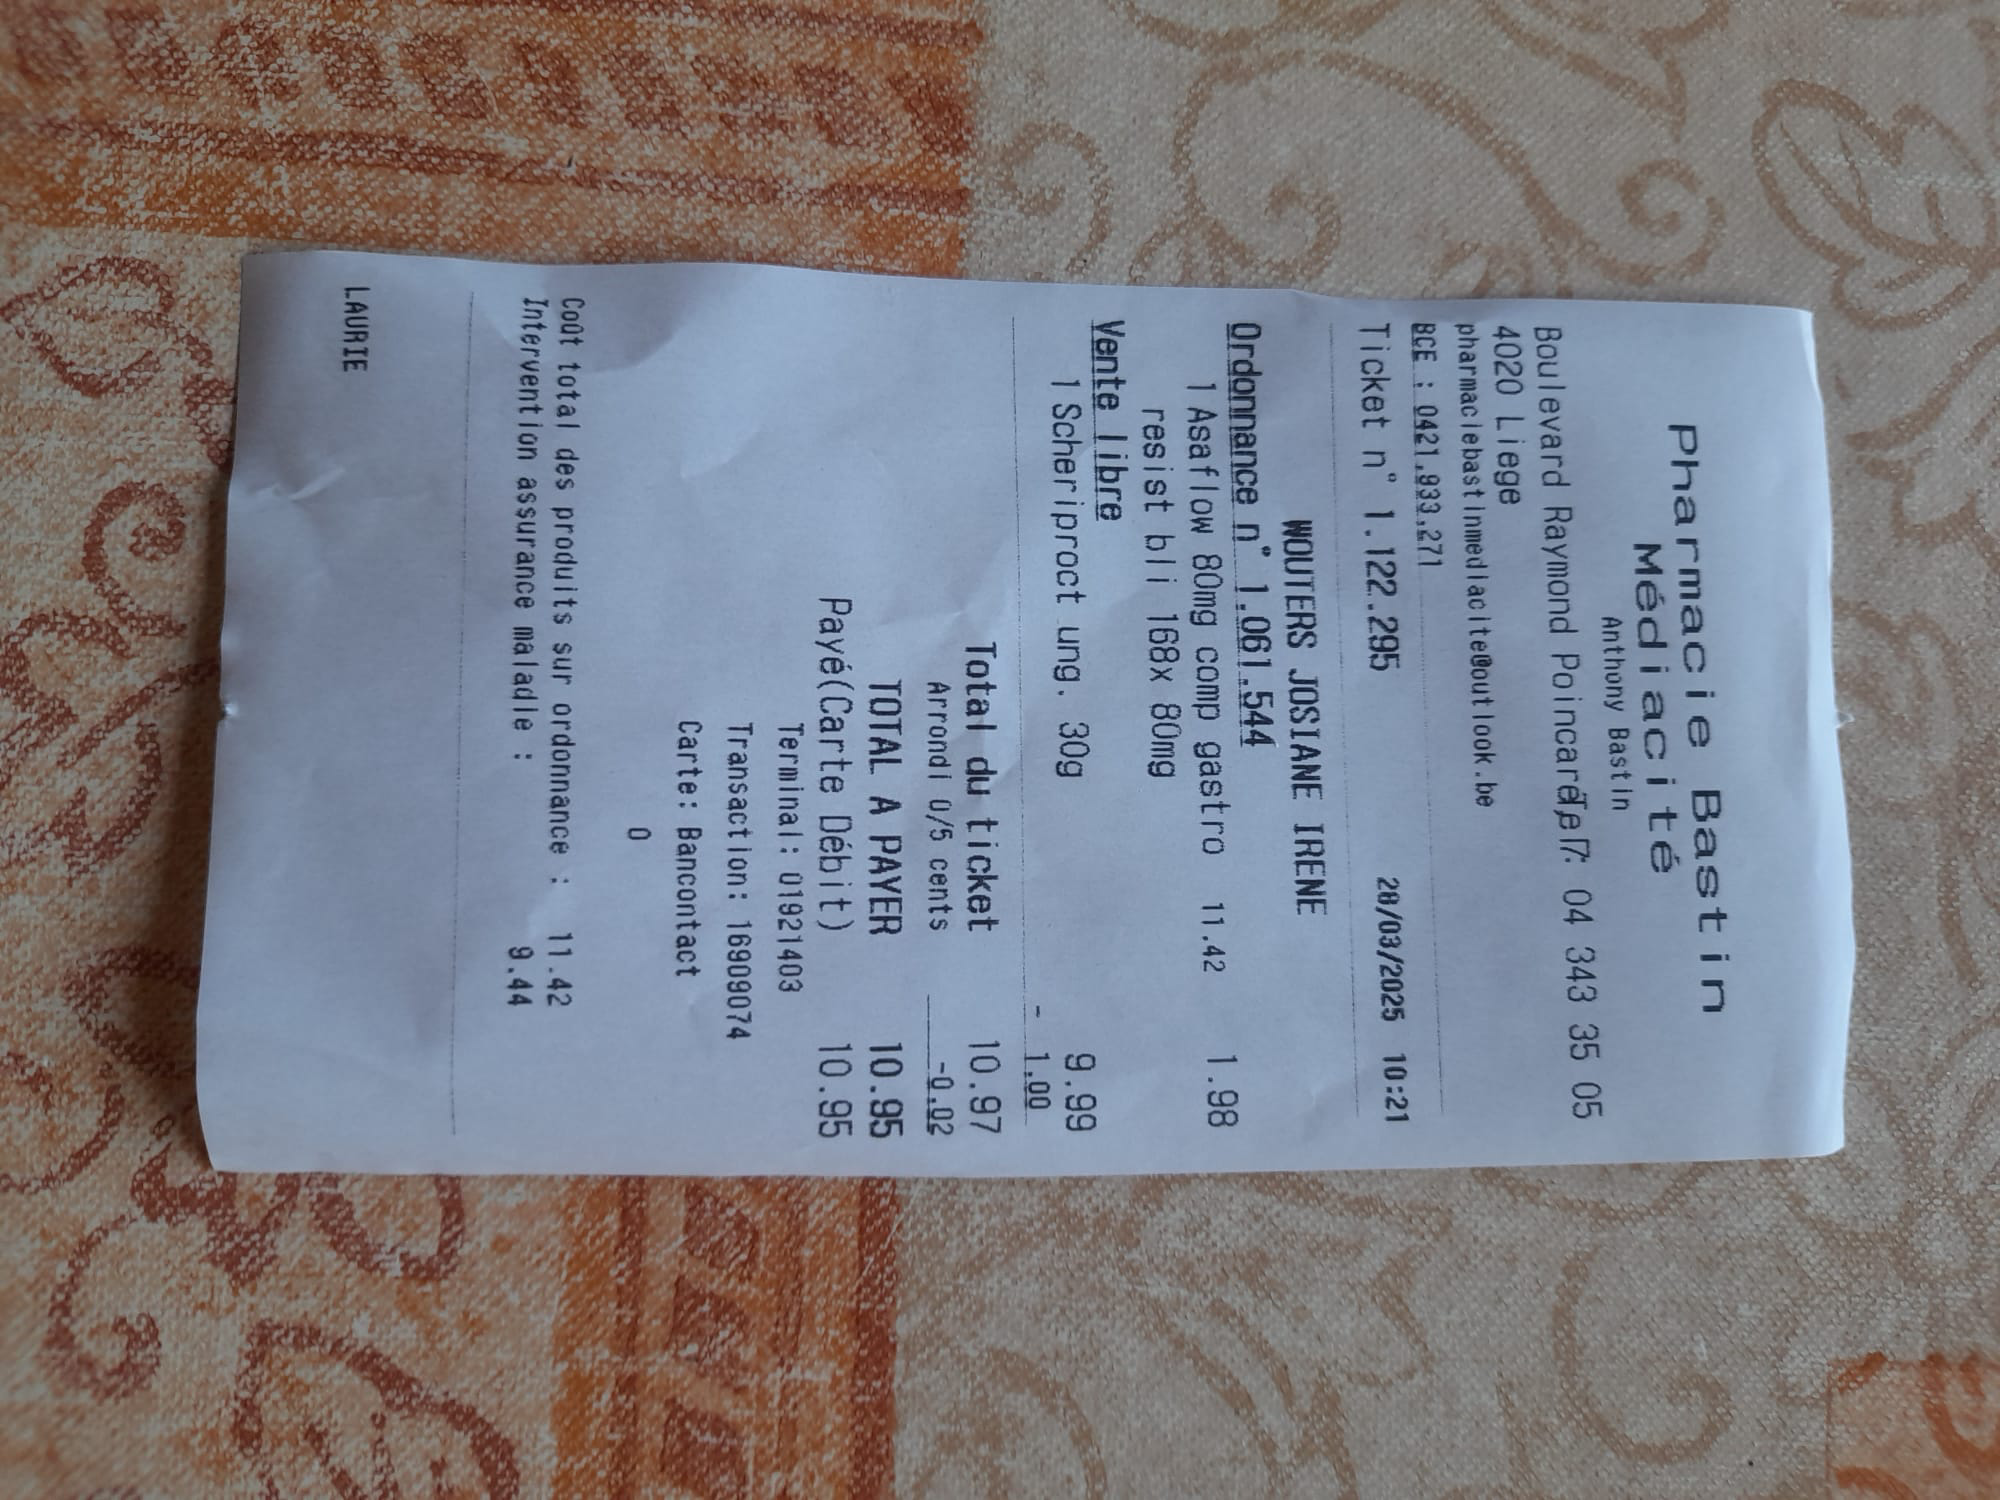 Pharmacie Bastin
Médiacité
Anthony Bastin
Boulevard Raymond Poincaré, 7 Tel : 04 343 35 05
4020 Liege
pharmaciebastinmediacite@outlook.be
BCE : 0421.933.271
Ticket n° 1.122.295 28/03/2025 10:21
WOUTERS JOSIANE IRENE
Ordonnance n° 1.061.544
1 Asaflow 80mg comp gastro 11.42 1.98
resist bli 168x 80mg
Vente libre
1 Scheriproct ung. 30g 9.99
- 1.00
Total du ticket 10.97
Arrondi 0/5 cents -0.02
TOTAL A PAYER 10.95
Payé(Carte Débit) 10.95
Terminal: 01921403
Transaction: 16909074
Carte: Bancontact
0
Coût total des produits sur ordonnance : 11.42
Intervention assurance maladie : 9.44
LAURIE